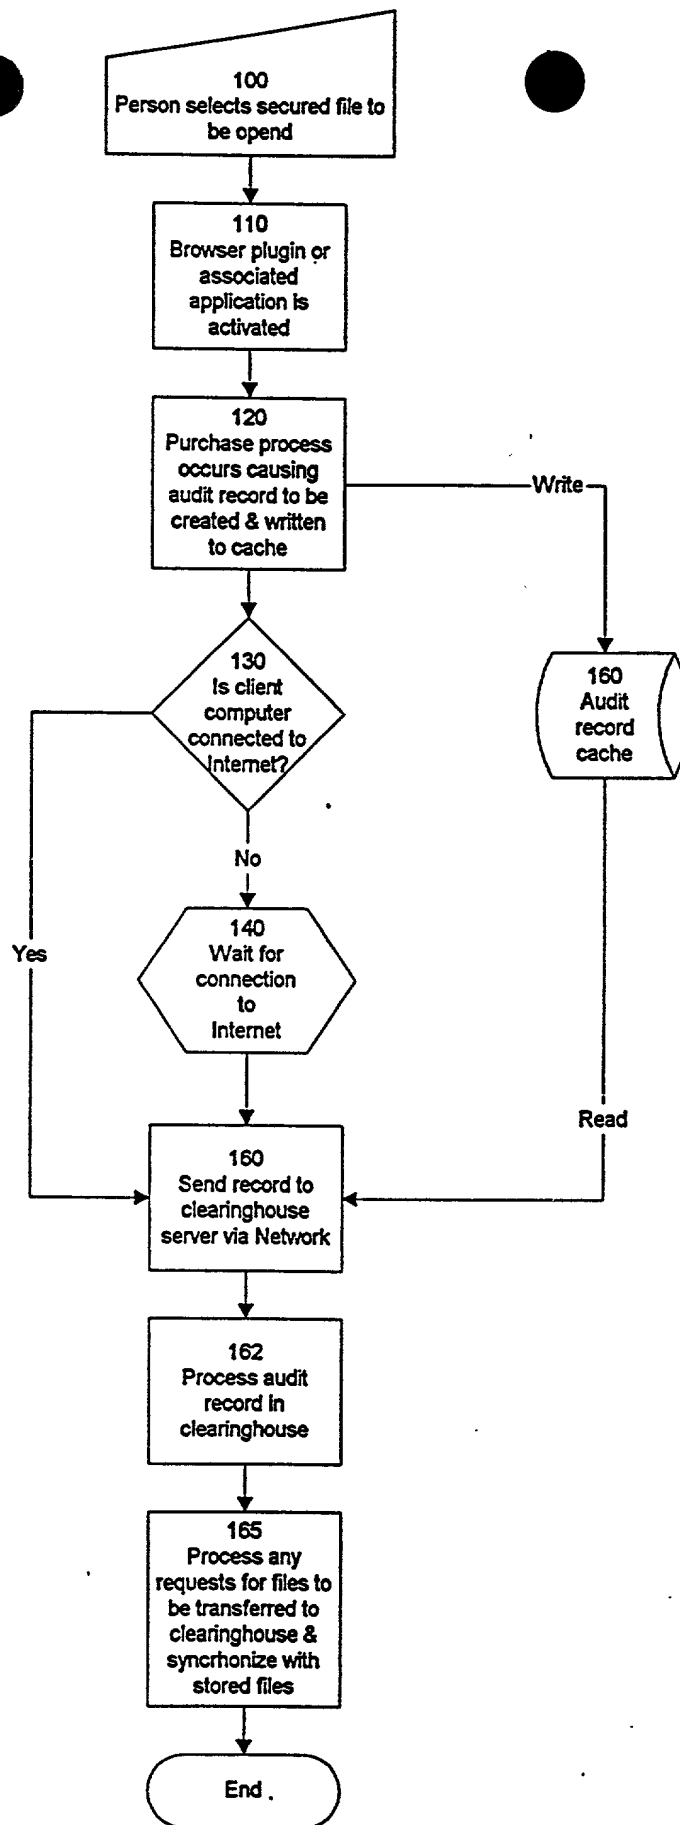 100
Person selects secured file to
be opend
110
Browser plugin or
associated
application is
activated
120
Purchase process
occurs causing
audit record to be
created & written
to cache
Write
130
Is client
computer
connected to
Internet?
160
Audit
record
cache
No
Yes
140
Wait for
connection
to
Internet
Read
160
Send record to
clearinghouse
server via Network
162
Process audit
record in
clearinghouse
165
Process any
requests for files to
be transferred to
clearinghouse &
syncrhonize with
stored files
End